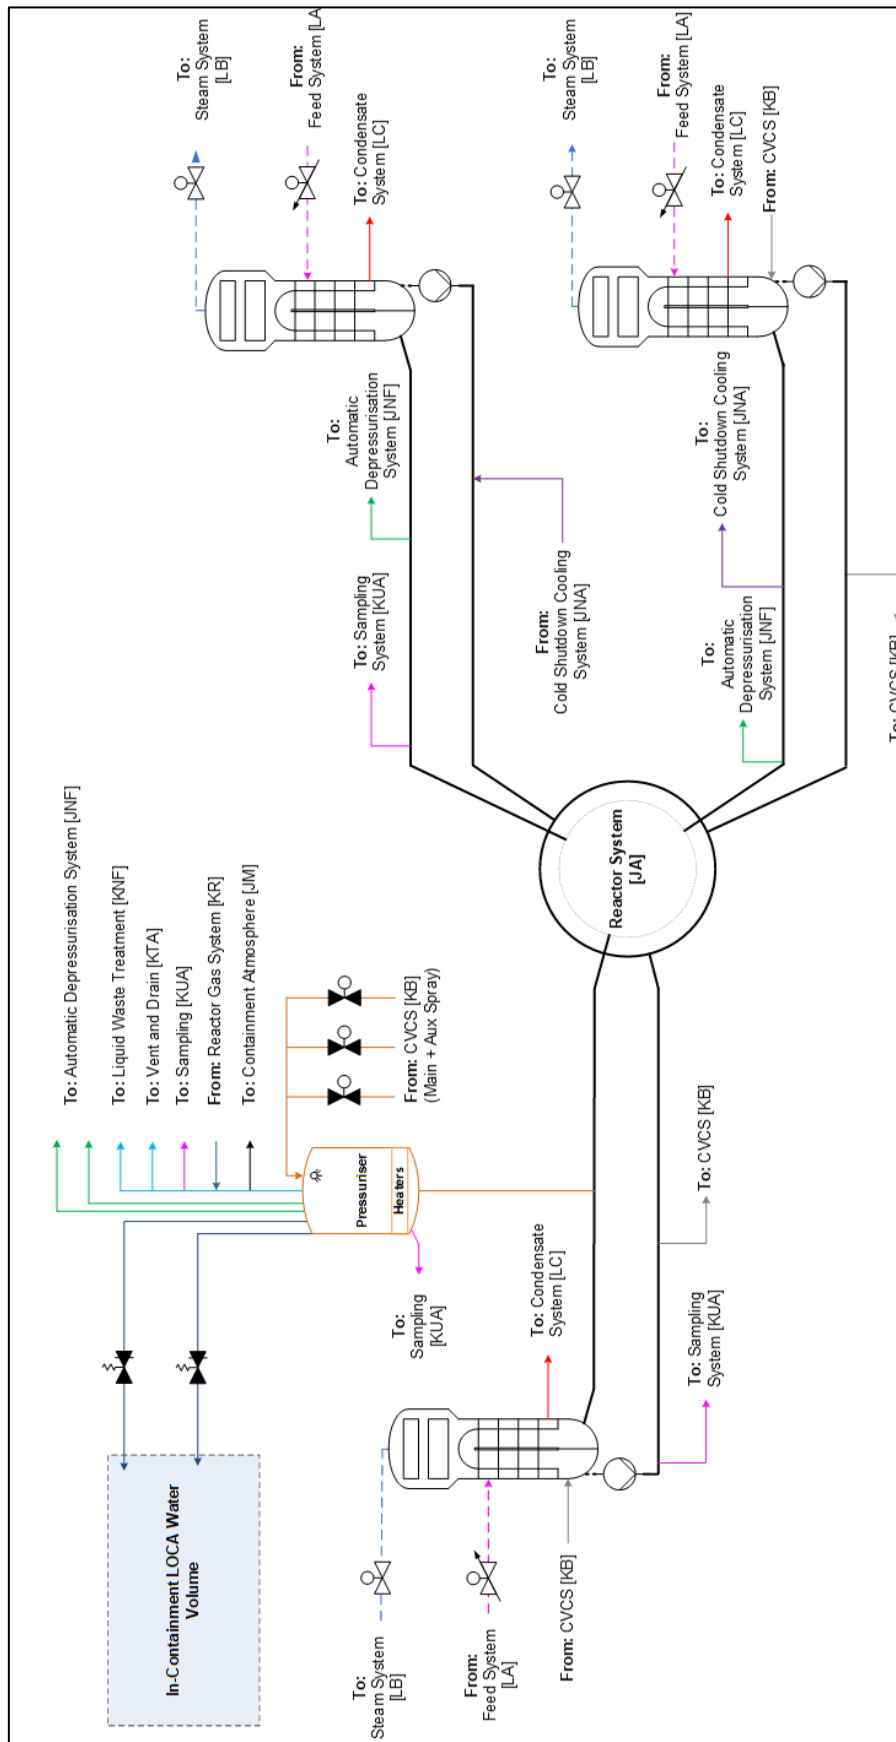 To:
Steam System
[LB]
From:
Feed System [LA]
To: Condensate
System [LC]
To:
Steam System
[LB]
From:
Feed System [LA]
To: Condensate
System [LC]
From: CVCS [KB]
To:
Automatic
Depressurisation
System [JNF]
To: Sampling
System [KUA]
From:
Cold Shutdown Cooling
System [JNA]
To:
Cold Shutdown Cooling
System [JNA]
To:
Automatic
Depressurisation
System [JNF]
To: CVCS [KB]
Reactor System
[JA]
To: Automatic Depressurisation System [JNF]
To: Liquid Waste Treatment [KNF]
To: Vent and Drain [KTA]
To: Sampling [KUA]
From: Reactor Gas System [KR]
To: Containment Atmosphere [JM]
From: CVCS [KB]
(Main + Aux Spray)
Pressuriser
Heaters
To:
Sampling
[KUA]
To: Condensate
System [LC]
To: CVCS [KB]
To: Sampling
System [KUA]
In-Containment LOCA Water
Volume
To:
Steam System
[LB]
From:
Feed System
[LA]
From: CVCS [KB]